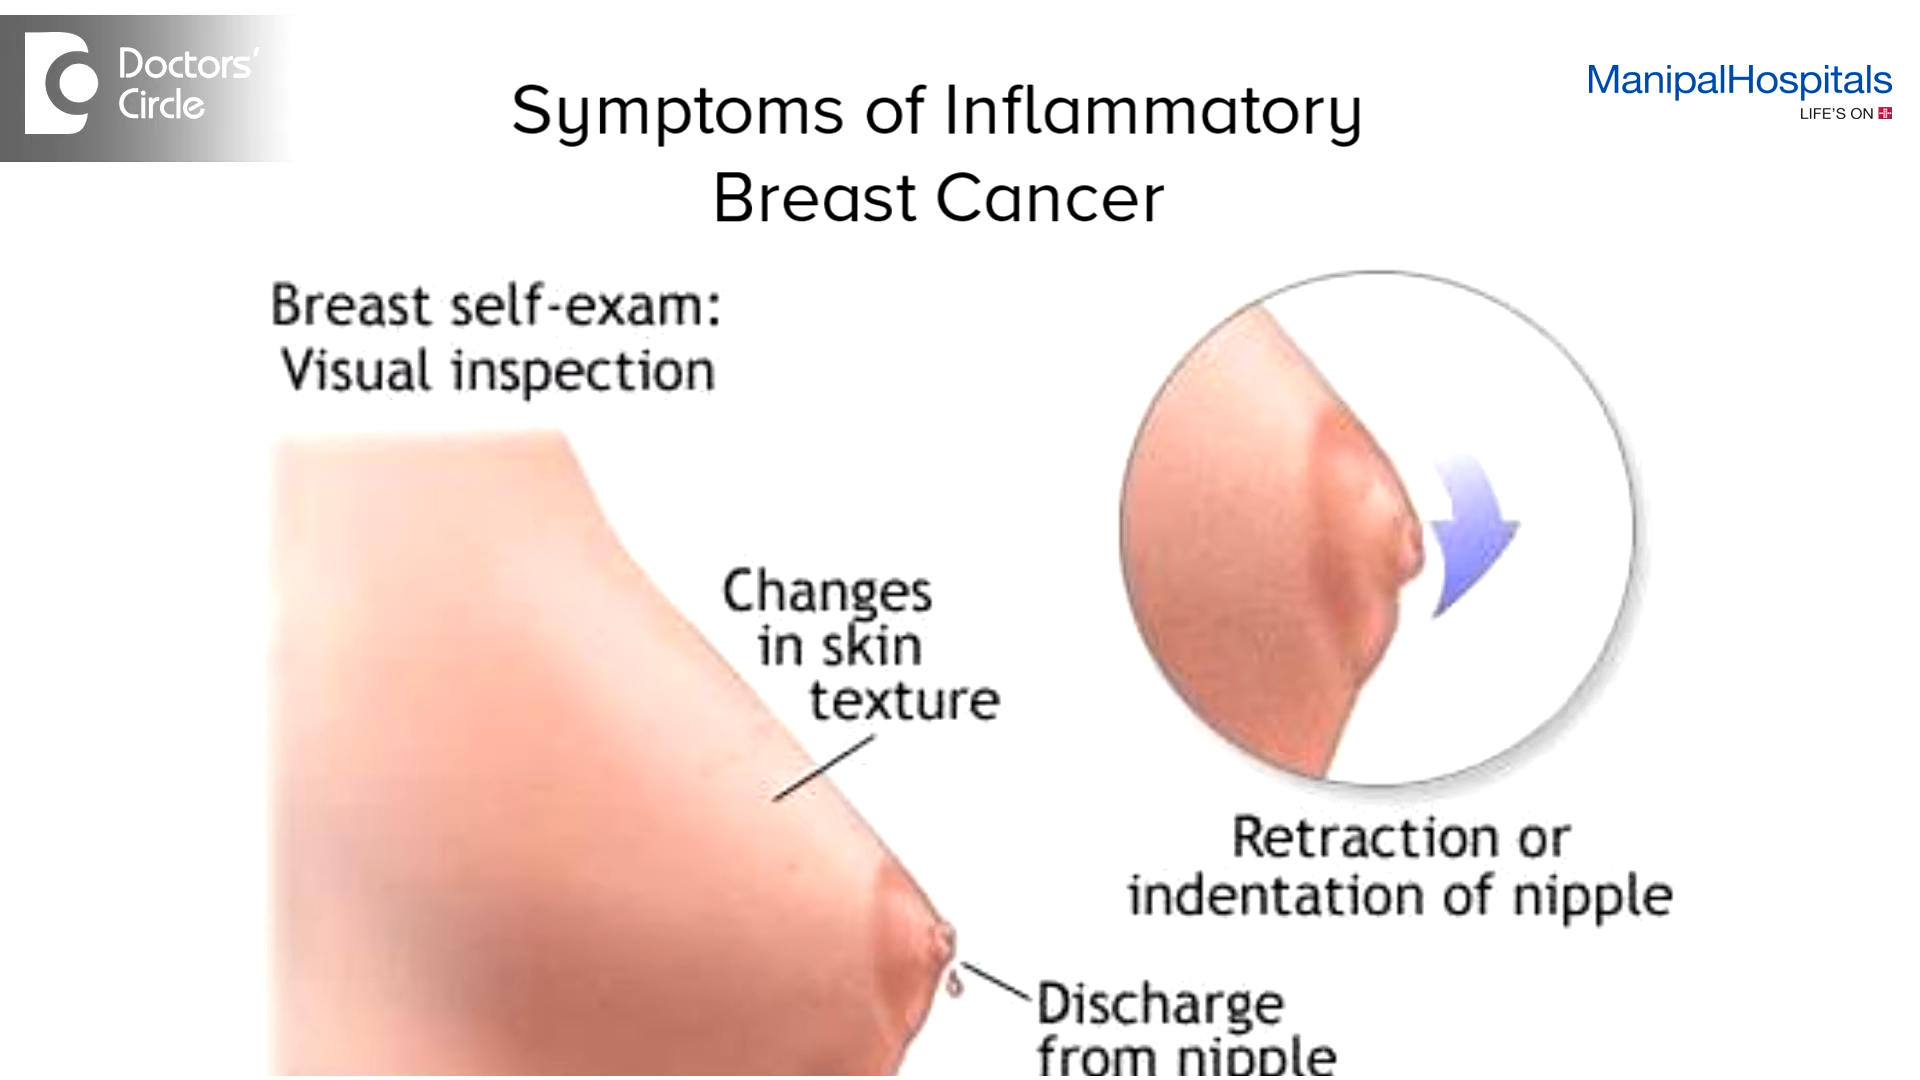 Doctors'
Circle
Symptoms of Inflammatory
Breast Cancer
ManipalHospitals
LIFE'S ON
Breast self-exam:
Visual inspection
Changes
in skin
texture
Retraction or
indentation of nipple
Discharge
from nipple